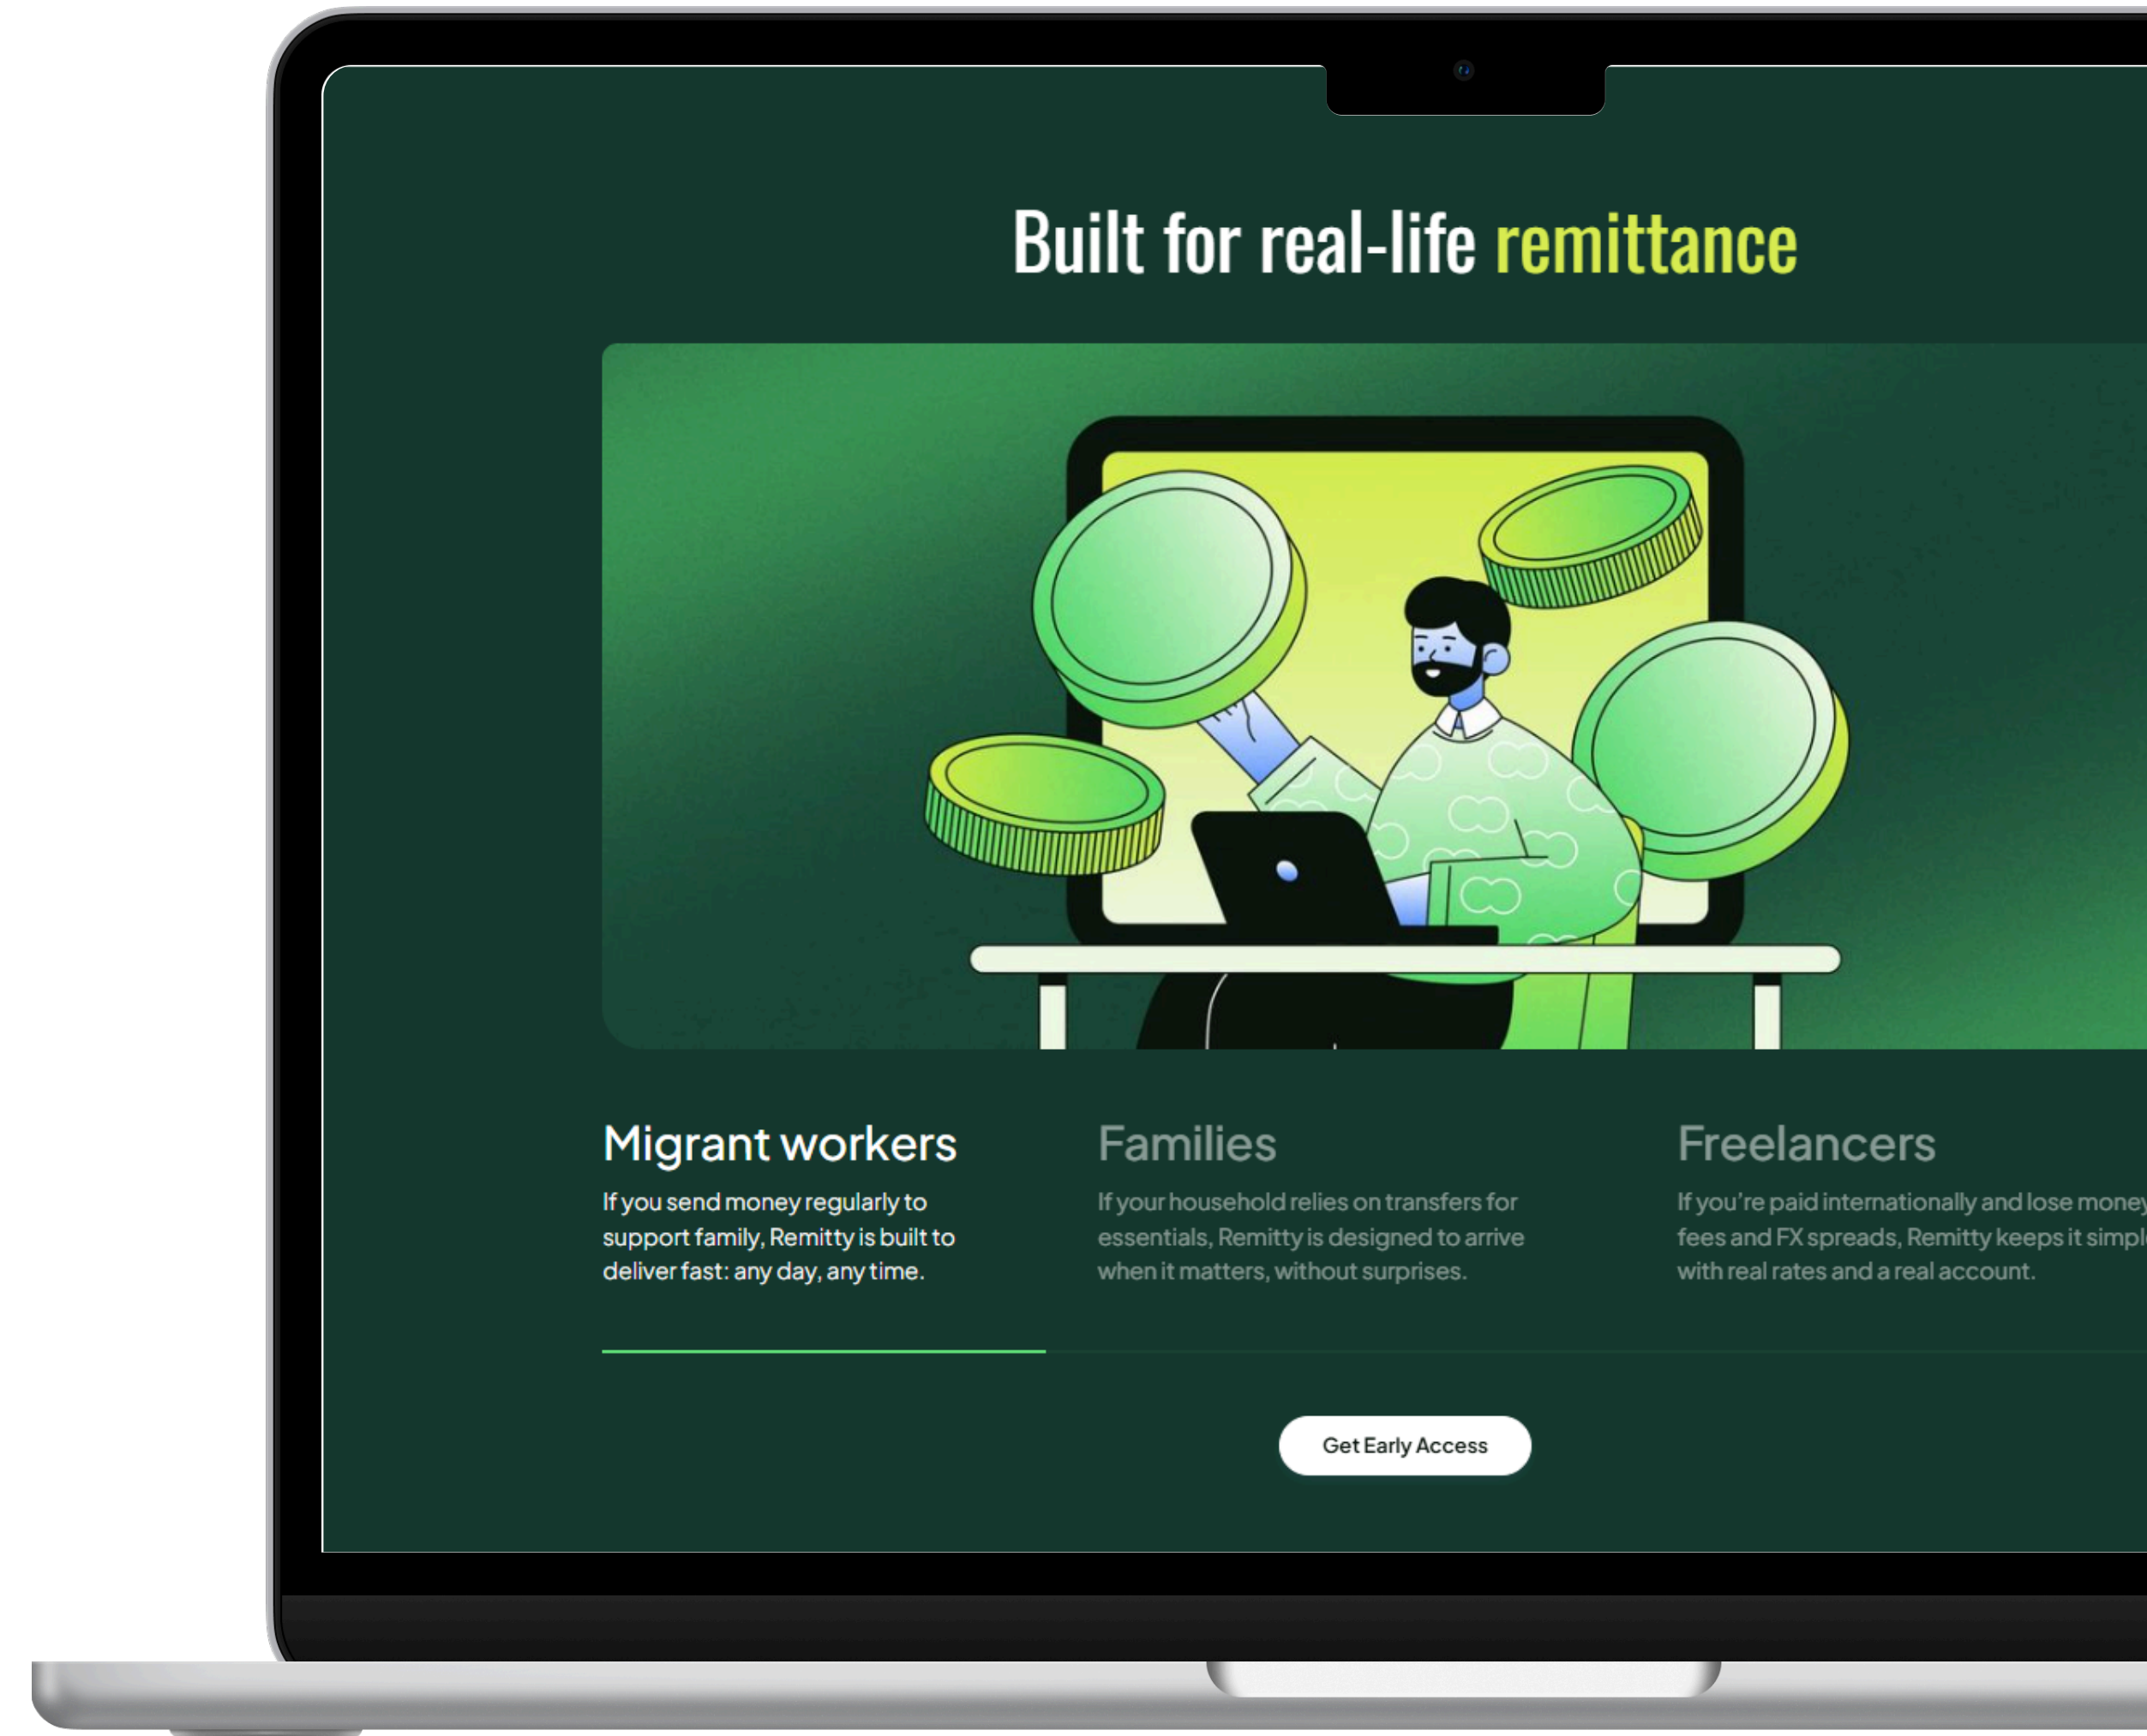 Built for real-life remittance
Migrant workers
If you send money regularly to
support family, Remitty is built to
deliver fast: any day, any time.
Families
If your household relies on transfers for
essentials, Remitty is designed to arrive
when it matters, without surprises.
Freelancers
If you’re paid internationally and lose money
fees and FX spreads, Remitty keeps it simple
with real rates and a real account.
Get Early Access